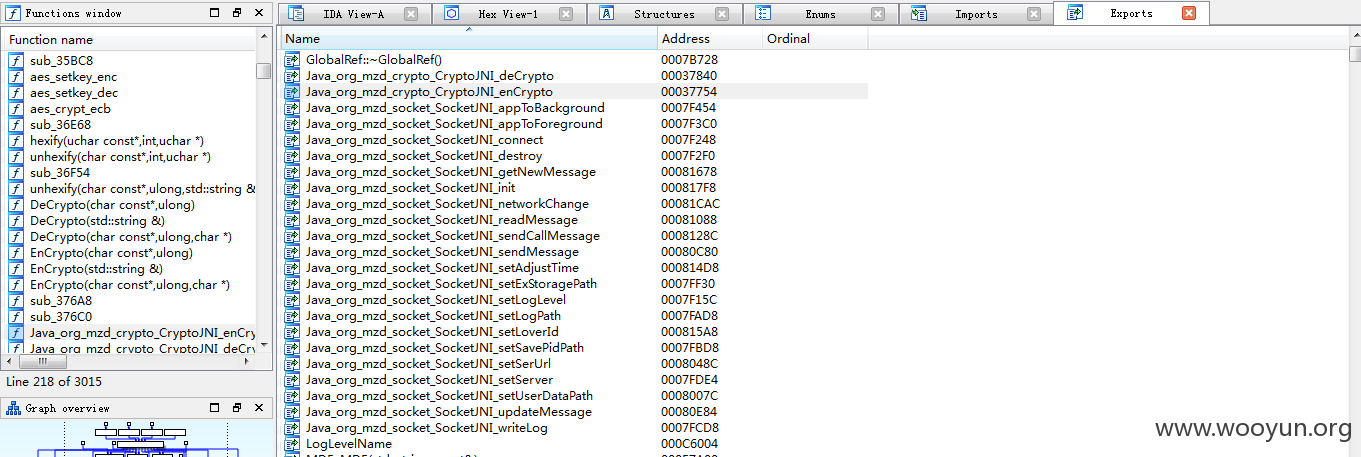 Functions window
Function name
sub_35BC8
aes_setkey_enc
aes_setkey_dec
aes_crypt_ecb
sub_36E68
hexify(uchar const*,int,uchar *)
unhexify(char const*,int,uchar *)
sub_36F54
unhexify(char const*,ulong,std::string &
DeCrypto(char const*,ulong)
DeCrypto(std::string &)
DeCrypto(char const*,ulong,char *)
EnCrypto(char const*,ulong)
EnCrypto(std::string &)
EnCrypto(char const*,ulong,char *)
sub_376A8
sub_376C0
Java_org_mzd_crypto_CryptoJNI_enCry
Java_org_mzd_crypto_CryptoJNI_deCry
Line 218 of 3015
Graph overview
IDA View-A Hex View-1 Structures Enums Imports Exports
Name Address Ordinal
GlobalRef::~GlobalRef() 0007B728
Java_org_mzd_crypto_CryptoJNI_deCrypto 00037840
Java_org_mzd_crypto_CryptoJNI_enCrypto 00037754
Java_org_mzd_socket_SocketJNI_appToBackground 0007F454
Java_org_mzd_socket_SocketJNI_appToForeground 0007F3C0
Java_org_mzd_socket_SocketJNI_connect 0007F248
Java_org_mzd_socket_SocketJNI_destroy 0007F2F0
Java_org_mzd_socket_SocketJNI_getNewMessage 00081678
Java_org_mzd_socket_SocketJNI_init 000817F8
Java_org_mzd_socket_SocketJNI_networkChange 00081CAC
Java_org_mzd_socket_SocketJNI_readMessage 00081088
Java_org_mzd_socket_SocketJNI_sendCallMessage 0008128C
Java_org_mzd_socket_SocketJNI_sendMessage 00080C80
Java_org_mzd_socket_SocketJNI_setAdjustTime 000814D8
Java_org_mzd_socket_SocketJNI_setExStoragePath 0007FF30
Java_org_mzd_socket_SocketJNI_setLogLevel 0007F15C
Java_org_mzd_socket_SocketJNI_setLogPath 0007FAD8
Java_org_mzd_socket_SocketJNI_setLoverId 000815A8
Java_org_mzd_socket_SocketJNI_setSavePidPath 0007FBD8
Java_org_mzd_socket_SocketJNI_setSerUrl 0008048C
Java_org_mzd_socket_SocketJNI_setServer 0007FDE4
Java_org_mzd_socket_SocketJNI_setUserDataPath 0008007C
Java_org_mzd_socket_SocketJNI_updateMessage 00080E84
Java_org_mzd_socket_SocketJNI_writeLog 0007FCD8
LogLevelName 000C6004
www.wooyun.org